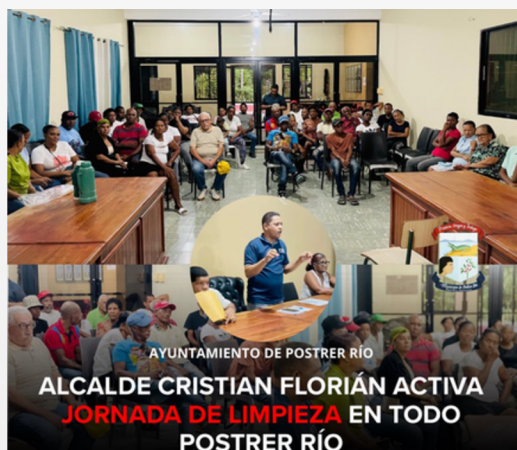 AYUNTAMIENTO DE POSTRER RÍO
ALCALDE CRISTIAN FLORIÁN ACTIVA
JORNADA DE LIMPIEZA EN TODO
POSTRER RÍO